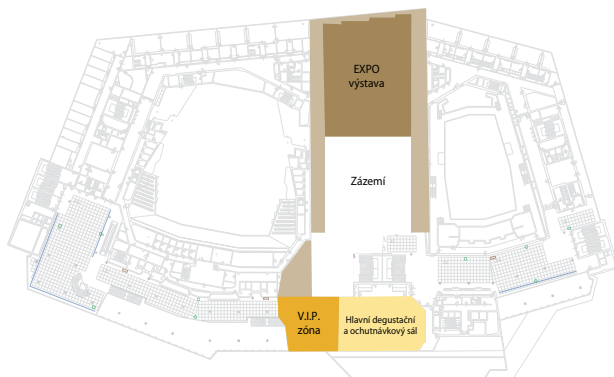 EXPO
výstava
Zázemí
V.I.P.
zóna
Hlavní degustační
a ochutnávkový sál